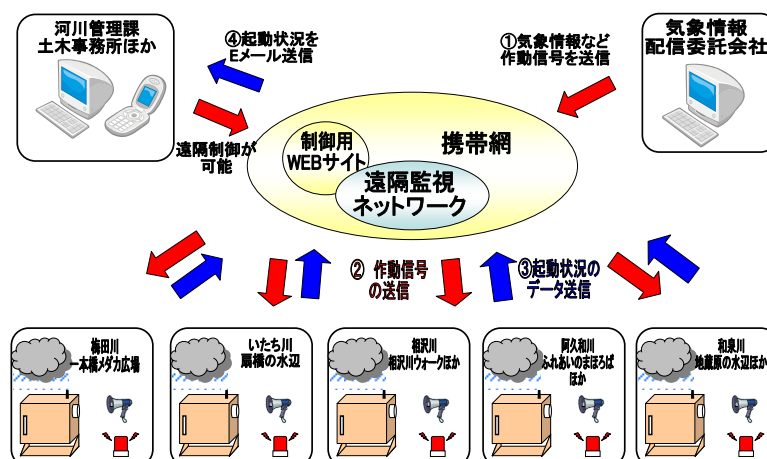 河川管理課
土木事務所ほか
④起動状況を
Eメール送信
①気象情報など
作動信号を送信
気象情報
配信委託会社
遠隔制御が
可能
制御用
WEBサイト
携帯網
遠隔監視
ネットワーク
② 作動信号
の送信
③起動状況の
データ送信
梅田川
一本橋メダカ広場
いたち川
扇橋の水辺
相沢川
相沢川ウォークほか
阿久和川
ふれあいのまほろば
ほか
和泉川
地蔵原の水辺ほか